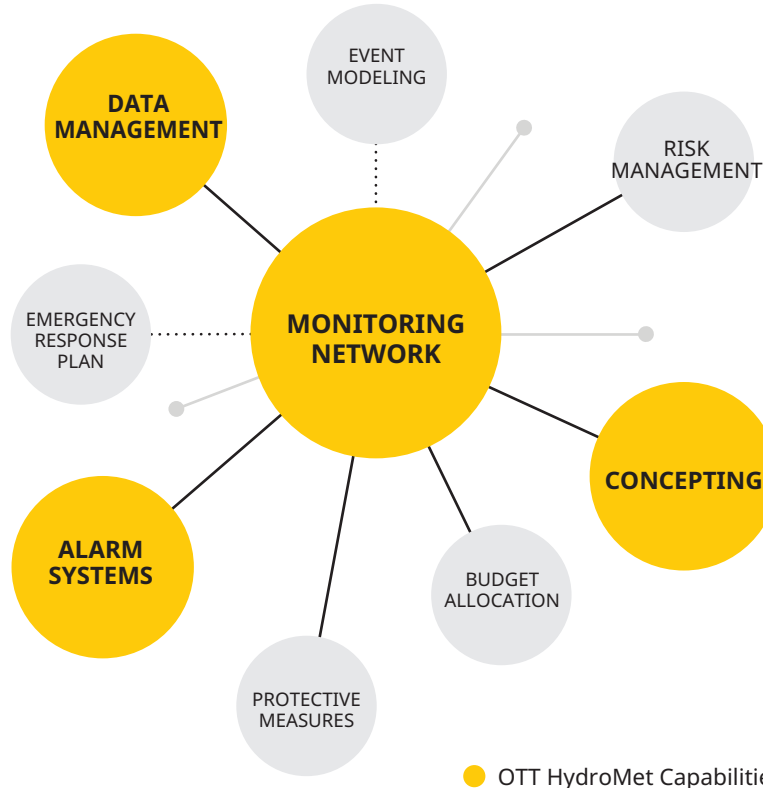 EVENT
MODELING
DATA
MANAGEMENT
RISK
MANAGEMENT
EMERGENCY
RESPONSE
PLAN
MONITORING
NETWORK
CONCEPTING
ALARM
SYSTEMS
BUDGET
ALLOCATION
PROTECTIVE
MEASURES
OTT HydroMet Capabilitie